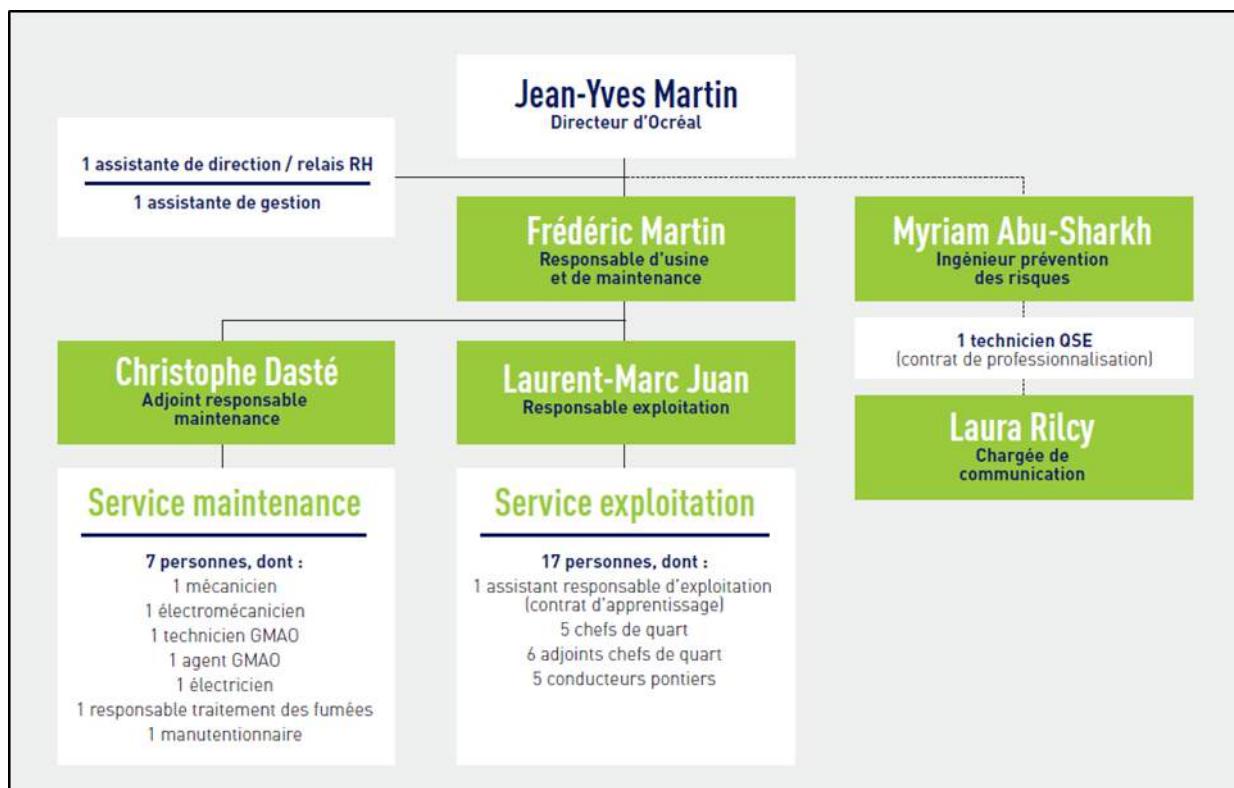 Jean-Yves Martin
Directeur d'Ocréal
1 assistante de direction / relais RH
1 assistante de gestion
Frédéric Martin
Responsable d'usine
et de maintenance
Myriam Abu-Sharkh
Ingénieur prévention
des risques
1 technicien QSE
(contrat de professionnalisation)
Christophe Dasté
Adjoint responsable
maintenance
Laurent-Marc Juan
Responsable exploitation
Laura Rilcy
Chargée de
communication
Service maintenance
7 personnes, dont :
1 mécanicien
1 électromécanicien
1 technicien GMAO
1 agent GMAO
1 électricien
1 responsable traitement des fumées
1 manutentionnaire
Service exploitation
17 personnes, dont :
1 assistant responsable d'exploitation
(contrat d'apprentissage)
5 chefs de quart
6 adjoints chefs de quart
5 conducteurs pontiers